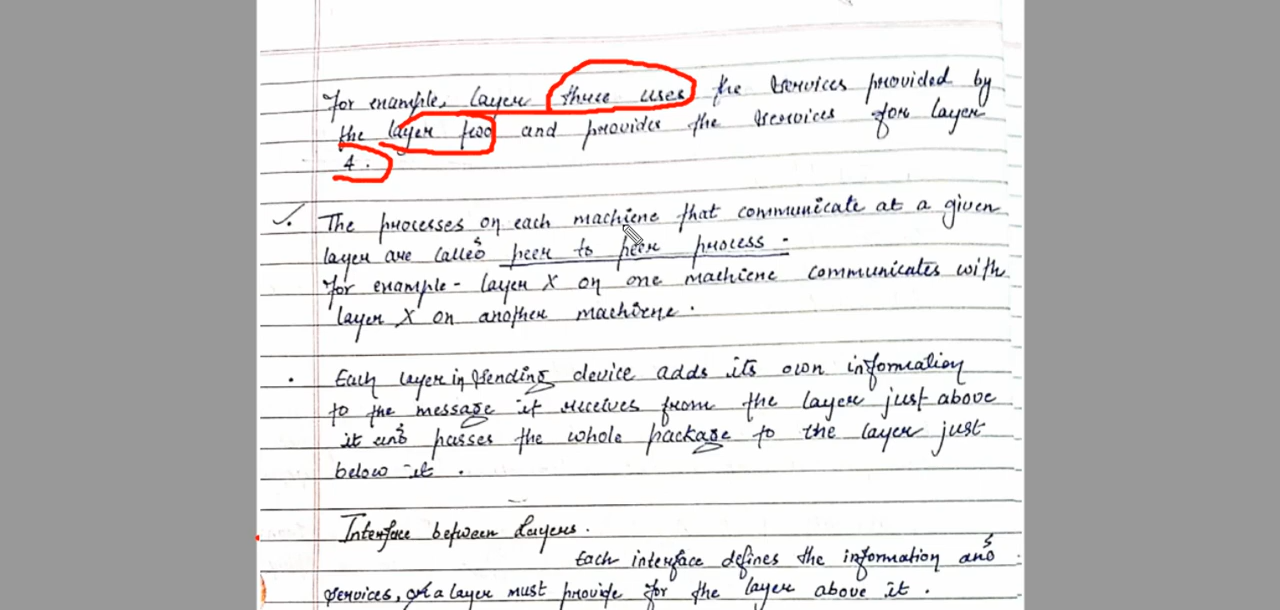 For example, layer three uses the services provided by
the layer two and provides the services for layer
4.
The processes on each machiene that communicate at a given
layer are called peer to peer process.
For example - layer X on one machiene communicates with
layer X on another machiene.
Each layer in sending device adds its own information
to the message it receives from the layer just above
it and passes the whole package to the layer just
below it.
Interface between Layers.
Each interface defines the information and
services, a layer must provide for the layer above it.